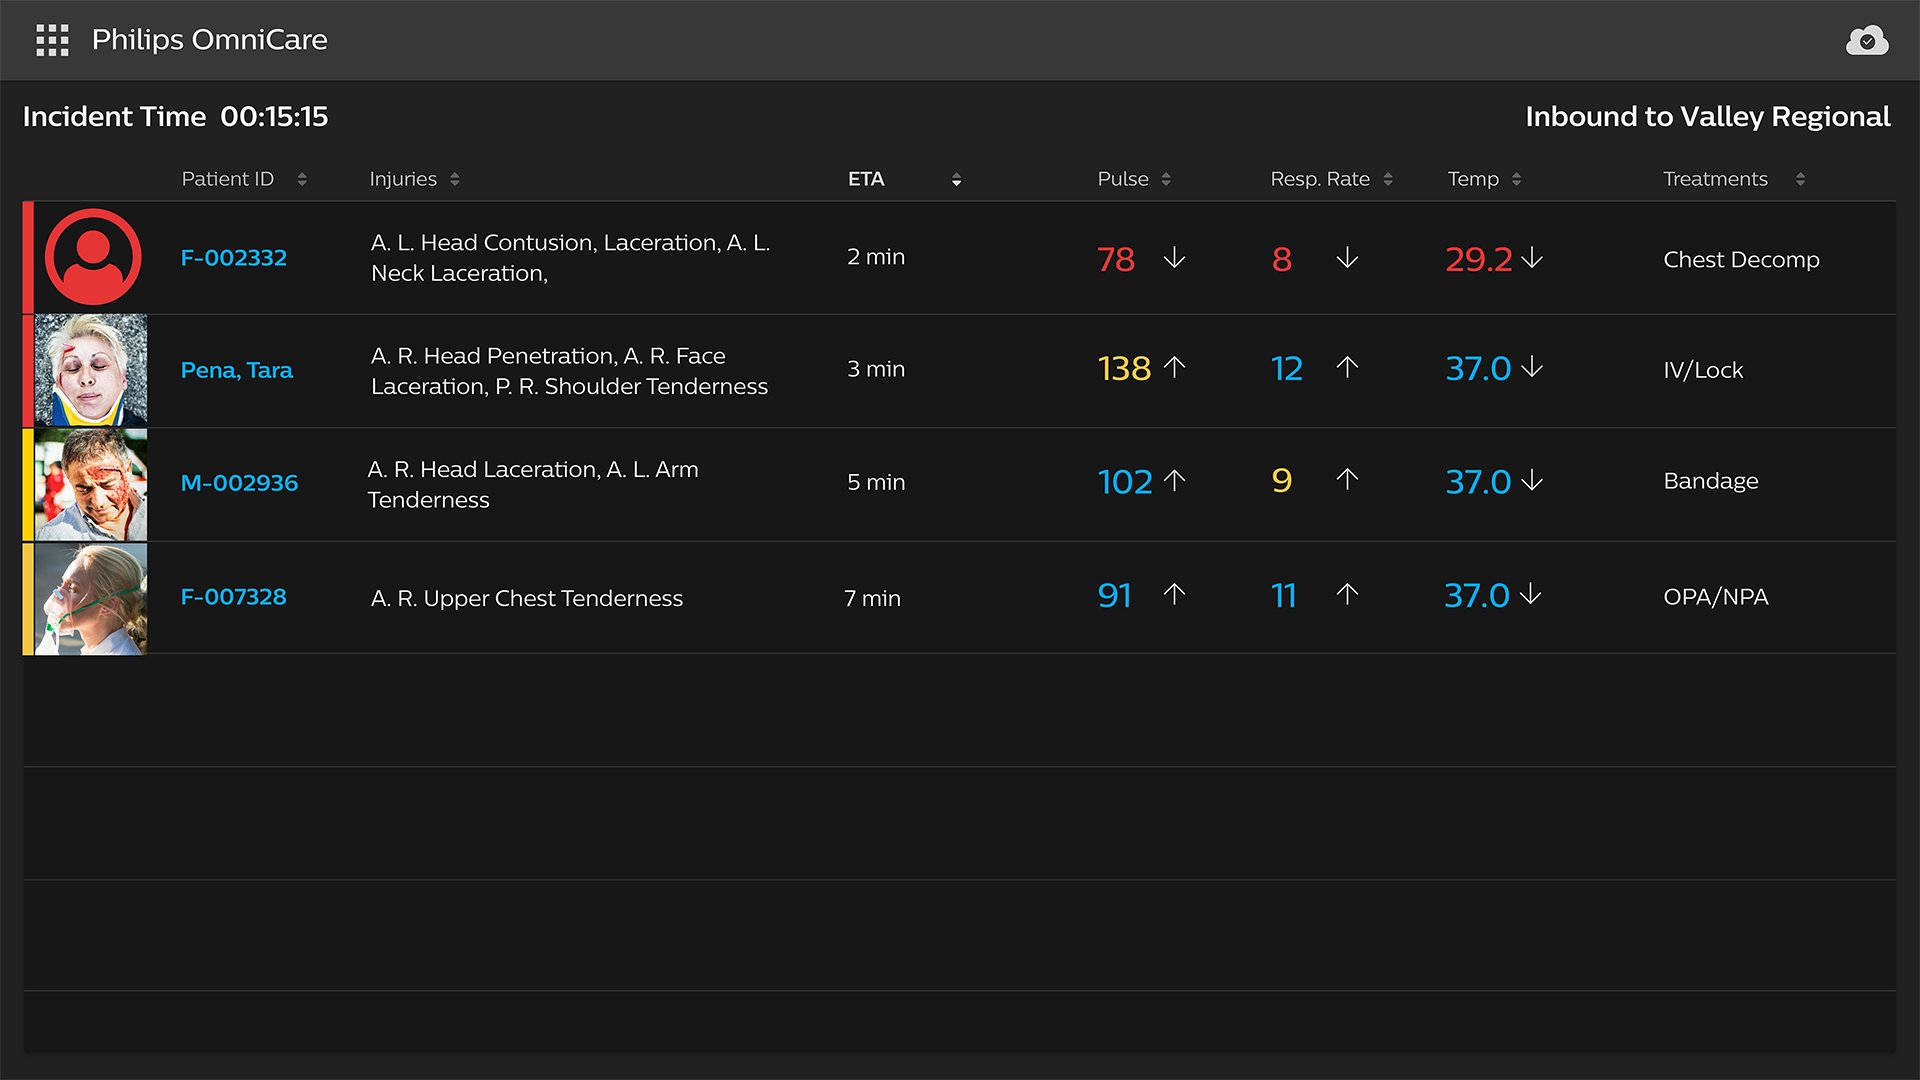 Philips OmniCare
Incident Time 00:15:15
Inbound to Valley Regional
Patient ID Injuries ETA Pulse Resp. Rate Temp Treatments
F-002332
A. L. Head Contusion, Laceration, A. L.
Neck Laceration,
2 min 78 ↓ 8 ↓ 29.2 ↓ Chest Decomp
Pena, Tara
A. R. Head Penetration, A. R. Face
Laceration, P. R. Shoulder Tenderness
3 min 138 ↑ 12 ↑ 37.0 ↓ IV/Lock
M-002936
A. R. Head Laceration, A. L. Arm
Tenderness
5 min 102 ↑ 9 ↑ 37.0 ↓ Bandage
F-007328
A. R. Upper Chest Tenderness
7 min 91 ↑ 11 ↑ 37.0 ↓ OPA/NPA